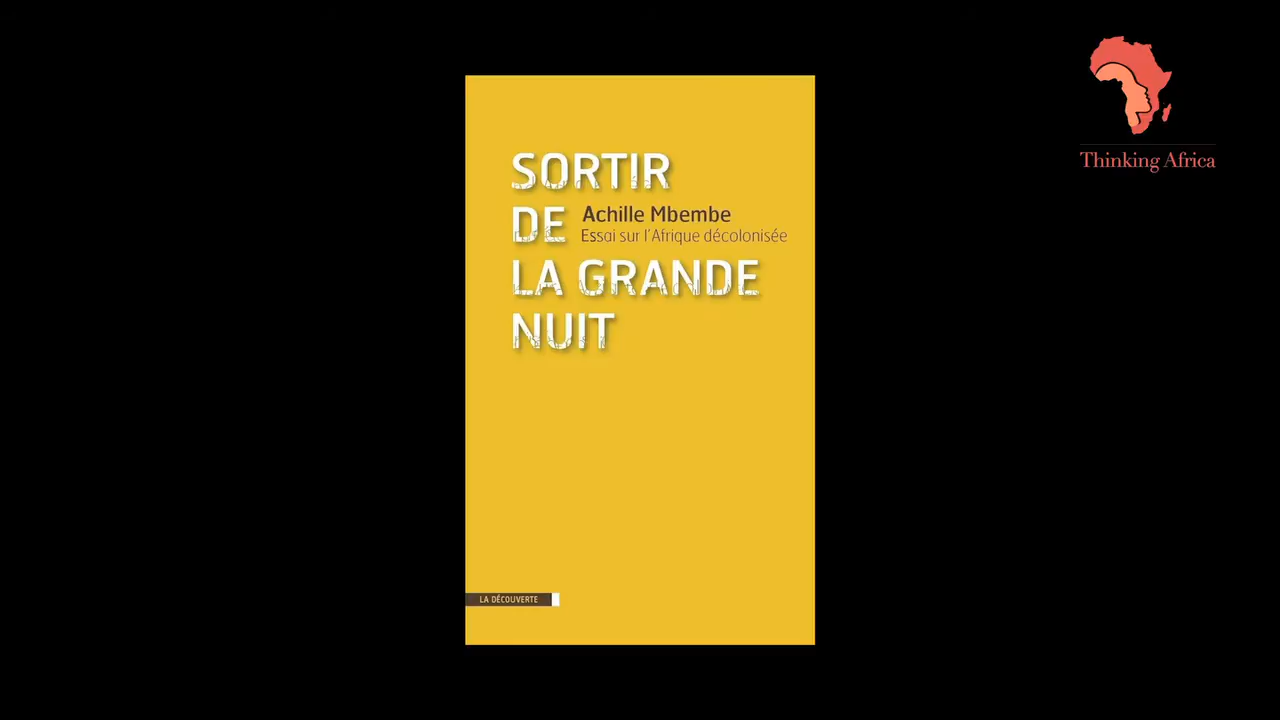 SORTIR
DE
Achille Mbembe
Essai sur l'Afrique décolonisée
LA GRANDE
NUIT
LA DÉCOUVERTE
Thinking Africa